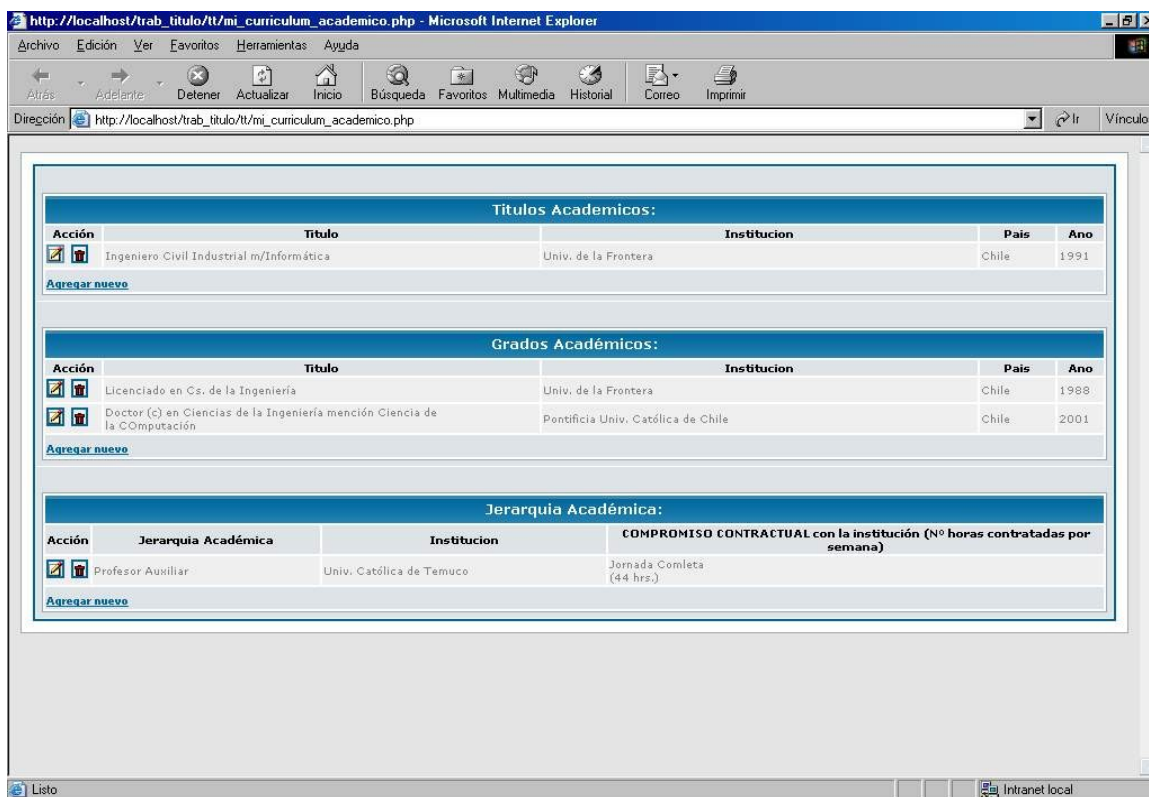 http://localhost/trab_titulo/tt/mi_curriculum_academico.php - Microsoft Internet Explorer
Archivo Edición Ver Favoritos Herramientas Ayuda
Atrás Adelante Detener Actualizar Inicio Búsqueda Favoritos Multimedia Historial Correo Imprimir
Dirección http://localhost/trab_titulo/tt/mi_curriculum_academico.php Ir Vínculo
Titulos Academicos:
Acción Titulo Institucion Pais Ano
Ingeniero Civil Industrial m/Informática Univ. de la Frontera Chile 1991
Agregar nuevo
Grados Académicos:
Acción Titulo Institucion Pais Ano
Licenciado en Cs. de la Ingeniería Univ. de la Frontera Chile 1988
Doctor (c) en Ciencias de la Ingeniería mención Ciencia de
la COmputación Pontificia Univ. Católica de Chile Chile 2001
Agregar nuevo
Jerarquia Académica:
Acción Jerarquia Académica Institucion COMPROMISO CONTRACTUAL con la institución (Nº horas contratadas por
semana)
Profesor Auxiliar Univ. Católica de Temuco Jornada Comleta
(44 hrs.)
Agregar nuevo
Listo Intranet local